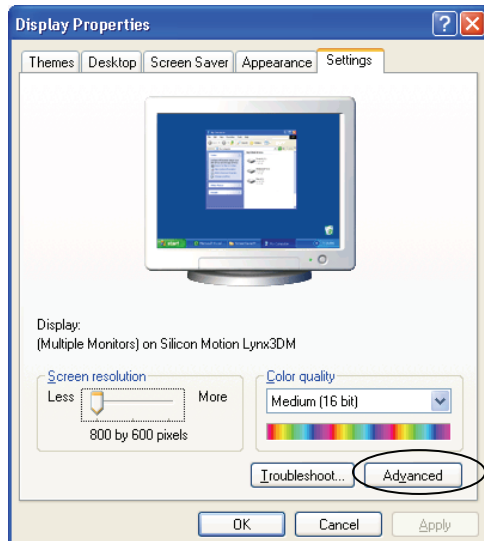 Display Properties
Themes Desktop Screen Saver Appearance Settings
Display:
(Multiple Monitors) on Silicon Motion Lynx3DM
Screen resolution
Less More
800 by 600 pixels
Color quality
Medium (16 bit)
Troubleshoot... Advanced
OK Cancel Apply